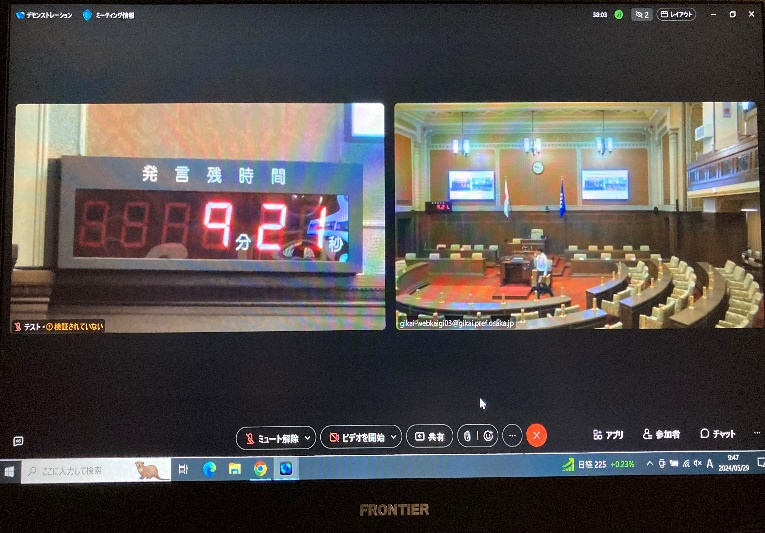 デモンストレーション
ミーティング情報
58:03
2
レイアウト
発言残時間
9分21秒
テスト・検証されていない
gikai-webkaigi03@gikai.pref.osaka.jp
ミュート解除
ビデオを開始
共有
アプリ
参加者
チャット
ここに入力して検索
日経 225 +0.23%
A
9:47
2024/05/29
FRONTIER